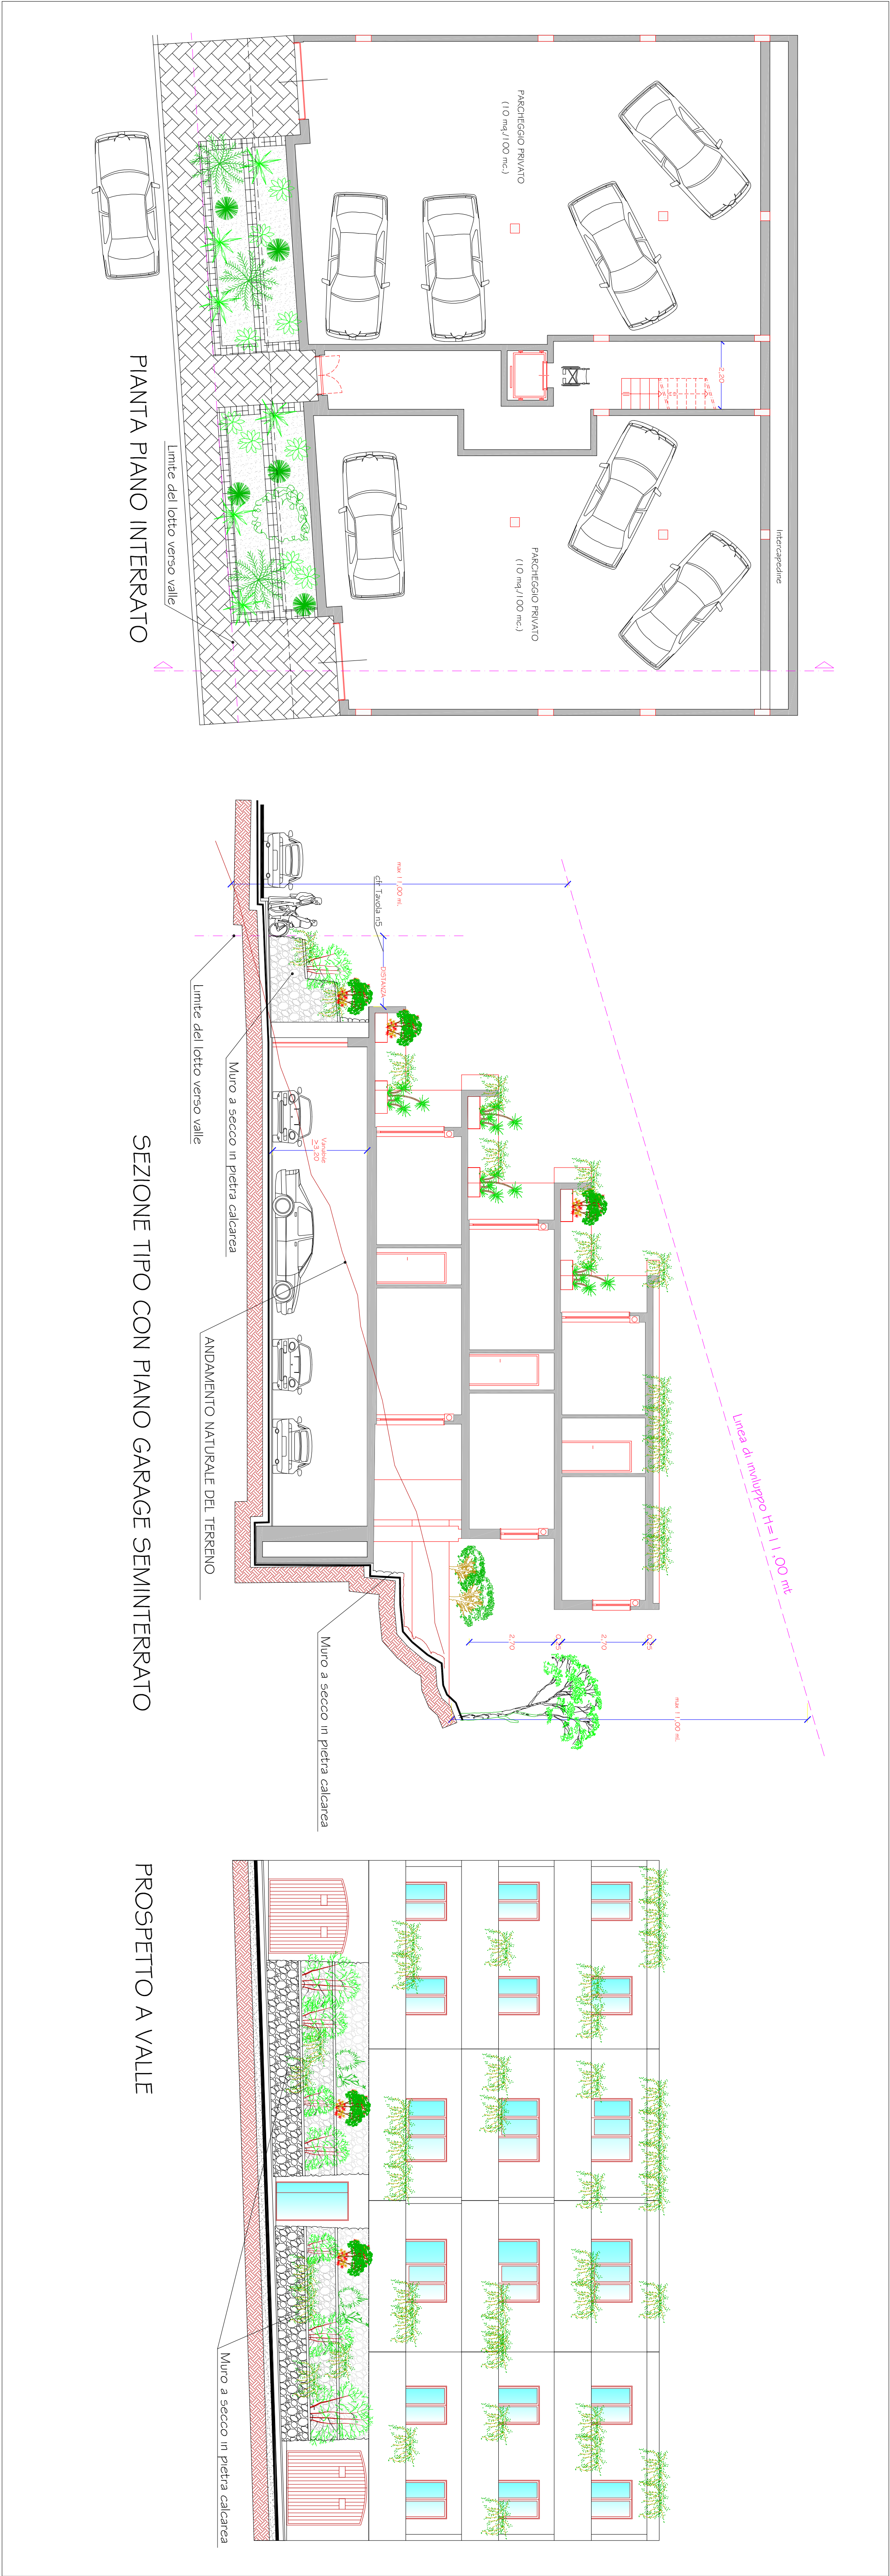 PARCHEGGIO PRIVATO
(10 mq./100 mc.)
2.20
PARCHEGGIO PRIVATO
(10 mq./100 mc.)
Intercapedine
Limite del lotto verso valle
PIANTA PIANO INTERRATO
Linea di inviluppo H=11,00 mt
max 11,00 ml.
cfr Tavola n5
DISTANZA
Variabile
≥3.20
2.70
2.70
max 11,00 ml.
Limite del lotto verso valle
Muro a secco in pietra calcarea
ANDAMENTO NATURALE DEL TERRENO
Muro a secco in pietra calcarea
SEZIONE TIPO CON PIANO GARAGE SEMINTERRATO
Muro a secco in pietra calcarea
PROSPETTO A VALLE